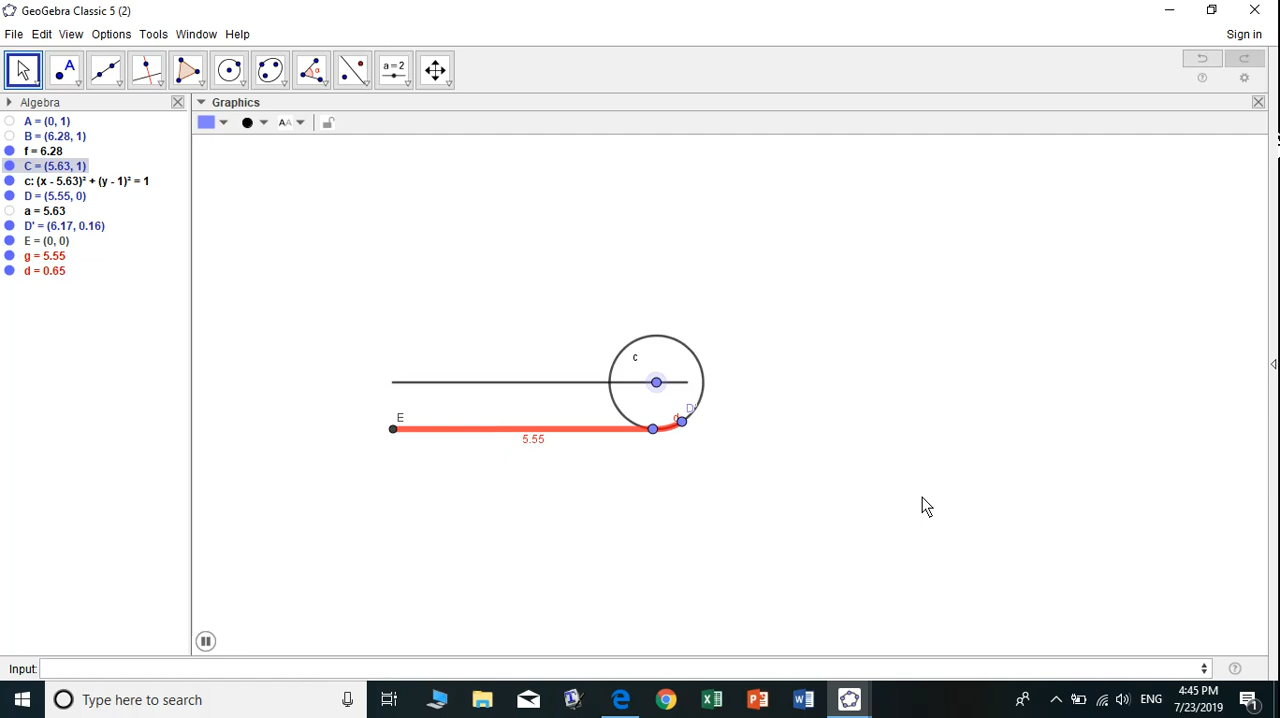 GeoGebra Classic 5 (2)
File Edit View Options Tools Window Help
Sign in
A
α
a = 2
Algebra
Graphics
AA
A = (0, 1)
B = (6.28, 1)
f = 6.28
C = (5.63, 1)
c: (x - 5.63)² + (y - 1)² = 1
D = (5.55, 0)
a = 5.63
D' = (6.17, 0.16)
E = (0, 0)
g = 5.55
d = 0.65
c
D'
d
E
5.55
Input:
Type here to search
ENG
4:45 PM
7/23/2019
1